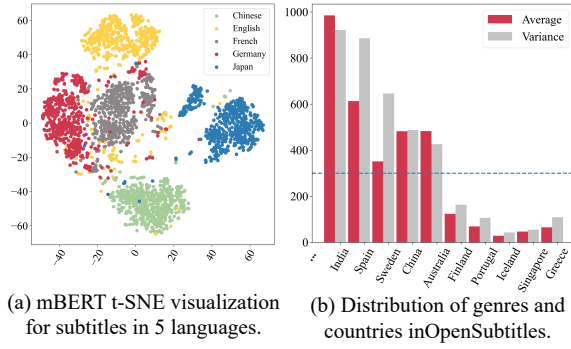 Chinese
English
French
Germany
Japan
60
40
20
0
−20
−40
−60
−40
−20
0
20
40
60
(a) mBERT t-SNE visualization
for subtitles in 5 languages.
1000
800
600
400
200
0
Average
Variance
...
India
Spain
Sweden
China
Australia
Finland
Portugal
Iceland
Singapore
Greece
(b) Distribution of genres and
countries inOpenSubtitles.